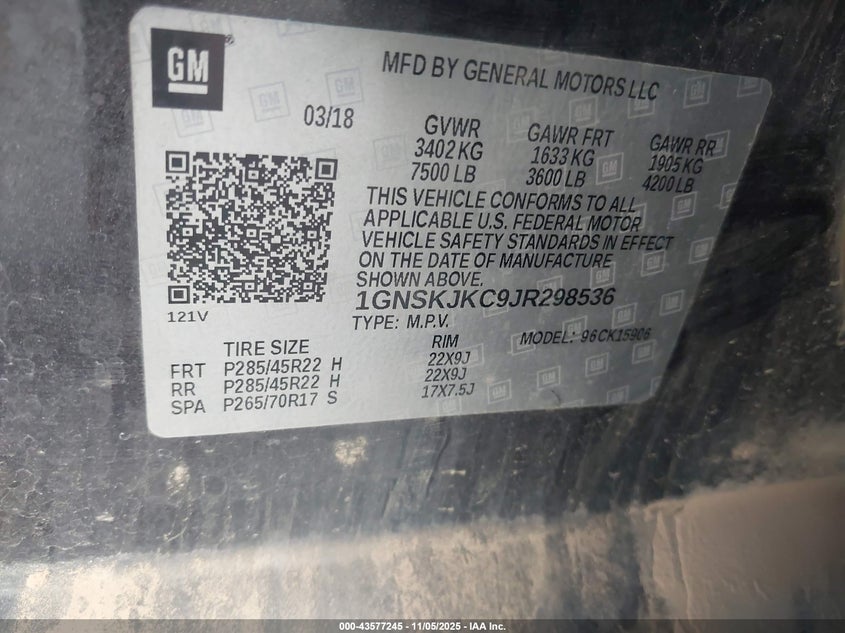 GM
MFD BY GENERAL MOTORS LLC
03/18
GVWR GAWR FRT GAWR RR
3402 KG 1633 KG 1905 KG
7500 LB 3600 LB 4200 LB
THIS VEHICLE CONFORMS TO ALL
APPLICABLE U.S. FEDERAL MOTOR
VEHICLE SAFETY STANDARDS IN EFFECT
ON THE DATE OF MANUFACTURE
SHOWN ABOVE.
1GNSKJKC9JR298536
121V
TYPE: M.P.V. MODEL: 96CK15906
TIRE SIZE RIM
FRT P285/45R22 H 22X9J
RR P285/45R22 H 22X9J
SPA P265/70R17 S 17X7.5J
000-43577245 - 11/05/2025 - IAA Inc.